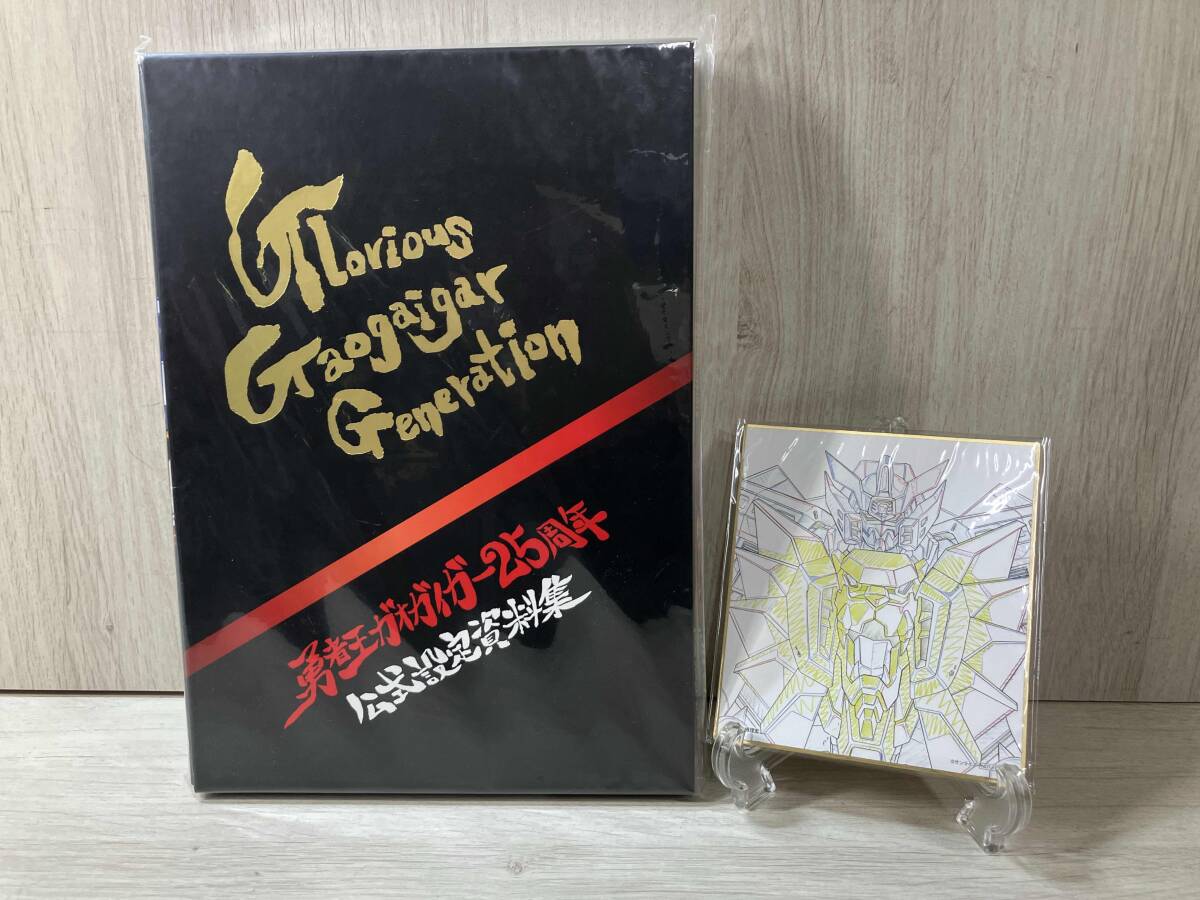 Glorious
Gaogaigar
Generation
勇者王ガオガイガー25周年
公式設定資料集